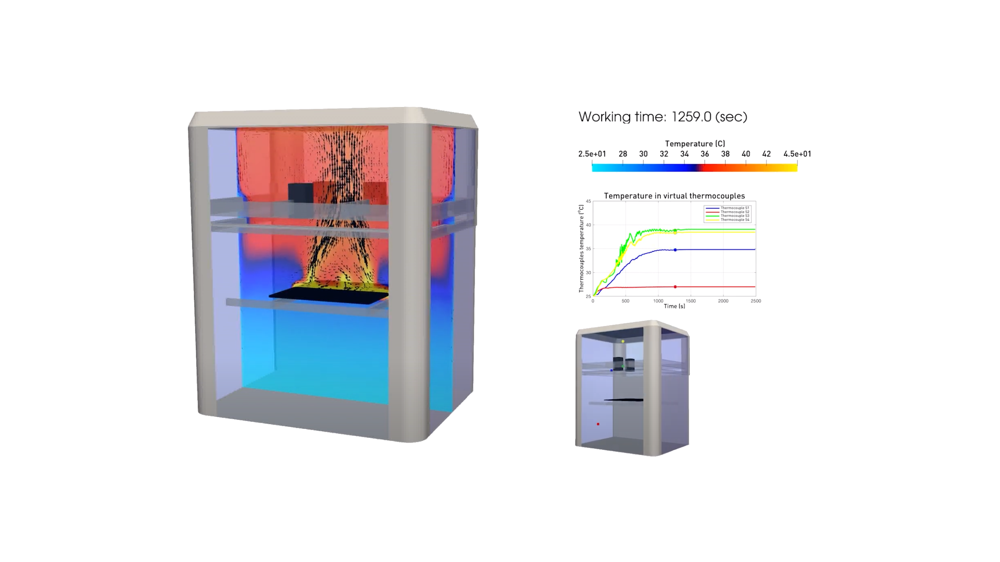 Working time: 1259.0 (sec)
Temperature (C)
2.5e+01 28 30 32 34 36 38 40 42 4.5e+01
Temperature in virtual thermocouples
Thermocouples temperature (°C)
45
40
35
30
25
Thermocouple S1
Thermocouple S2
Thermocouple S3
Thermocouple S4
0 500 1000 1500 2000 2500
Time (s)